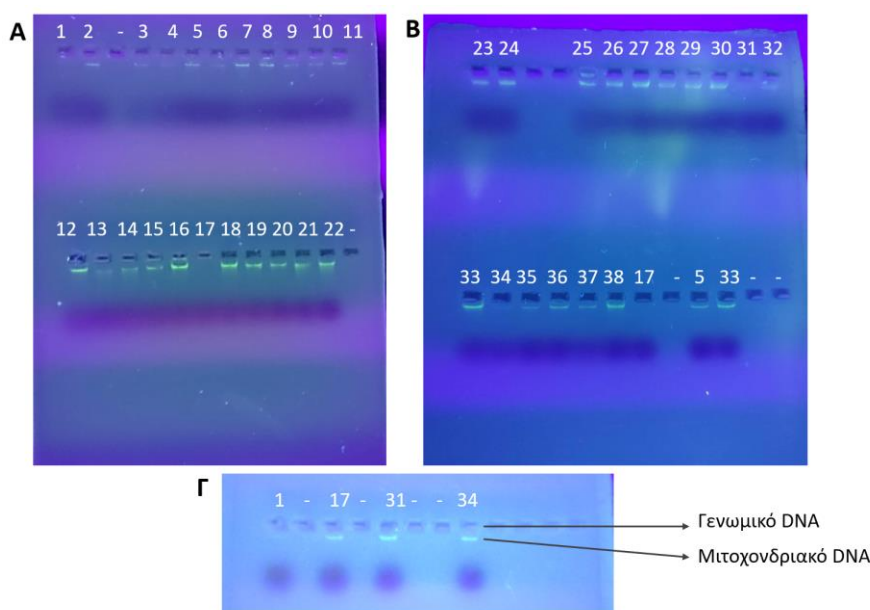 A
1 2 - 3 4 5 6 7 8 9 10 11
12 13 14 15 16 17 18 19 20 21 22 -
B
23 24 25 26 27 28 29 30 31 32
33 34 35 36 37 38 17 - 5 33 - -
Γ
1 - 17 - 31 - - 34
Γενωμικό DNA
Μιτοχονδριακό DNA